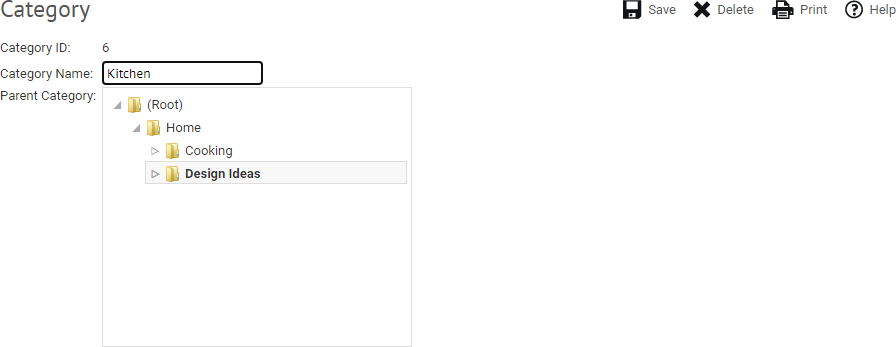 Category
Save Delete Print Help
Category ID: 6
Category Name: Kitchen
Parent Category:
(Root)
Home
Cooking
Design Ideas